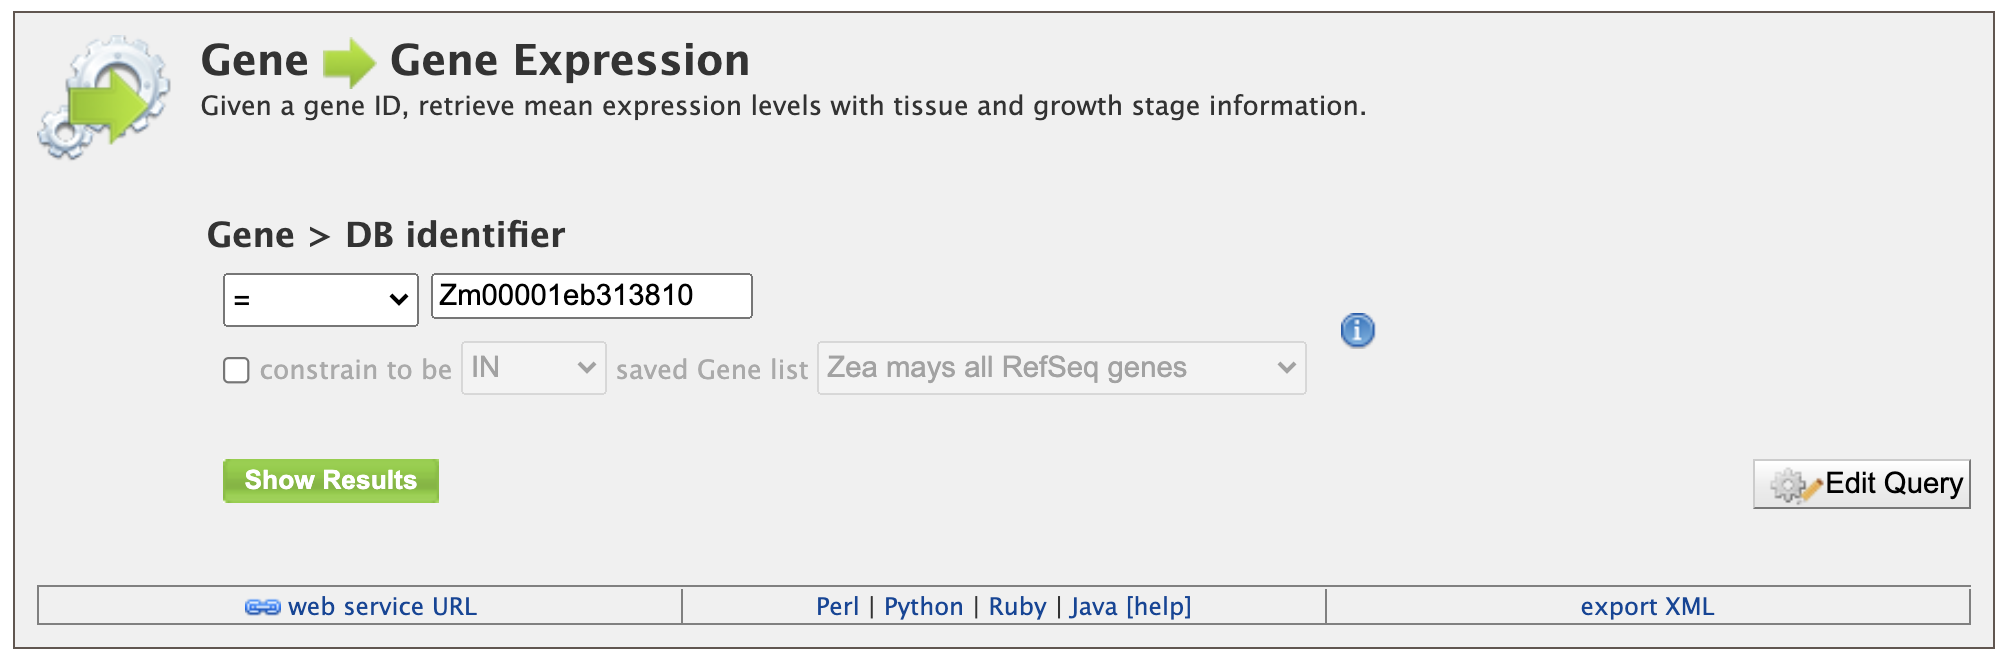 Gene Gene Expression
Given a gene ID, retrieve mean expression levels with tissue and growth stage information.
Gene > DB identifier
= Zm00001eb313810
constrain to be IN saved Gene list Zea mays all RefSeq genes
i
Show Results Edit Query
web service URL Perl | Python | Ruby | Java [help] export XML